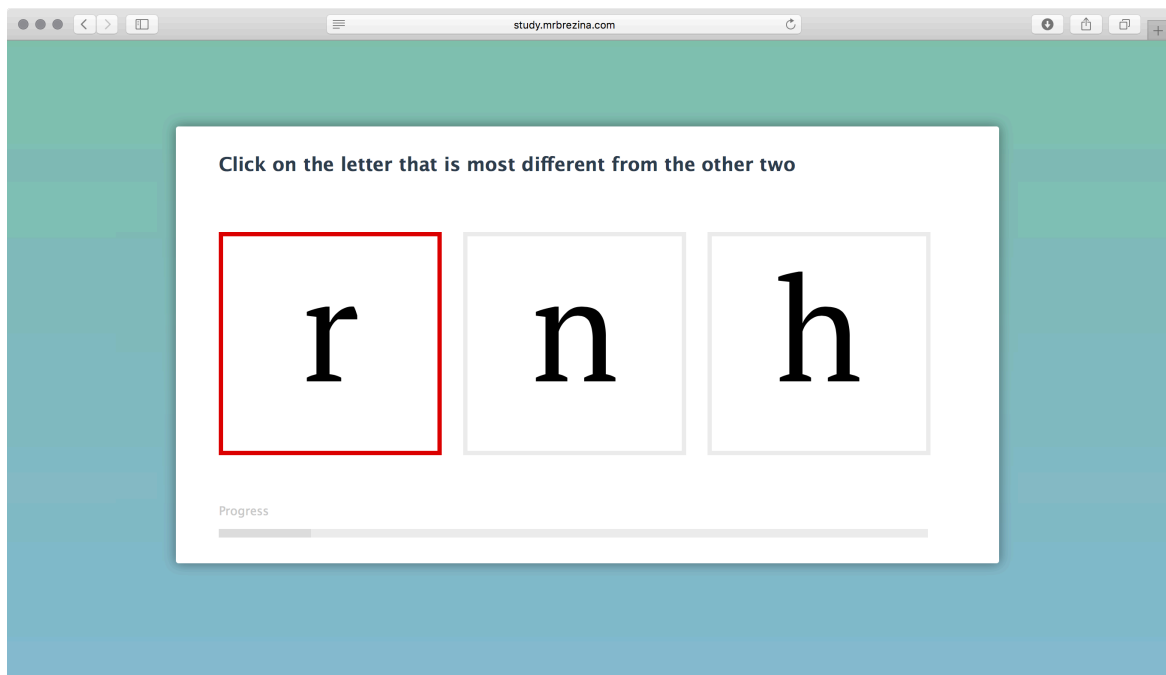 study.mrbrezina.com
Click on the letter that is most different from the other two
r n h
Progress